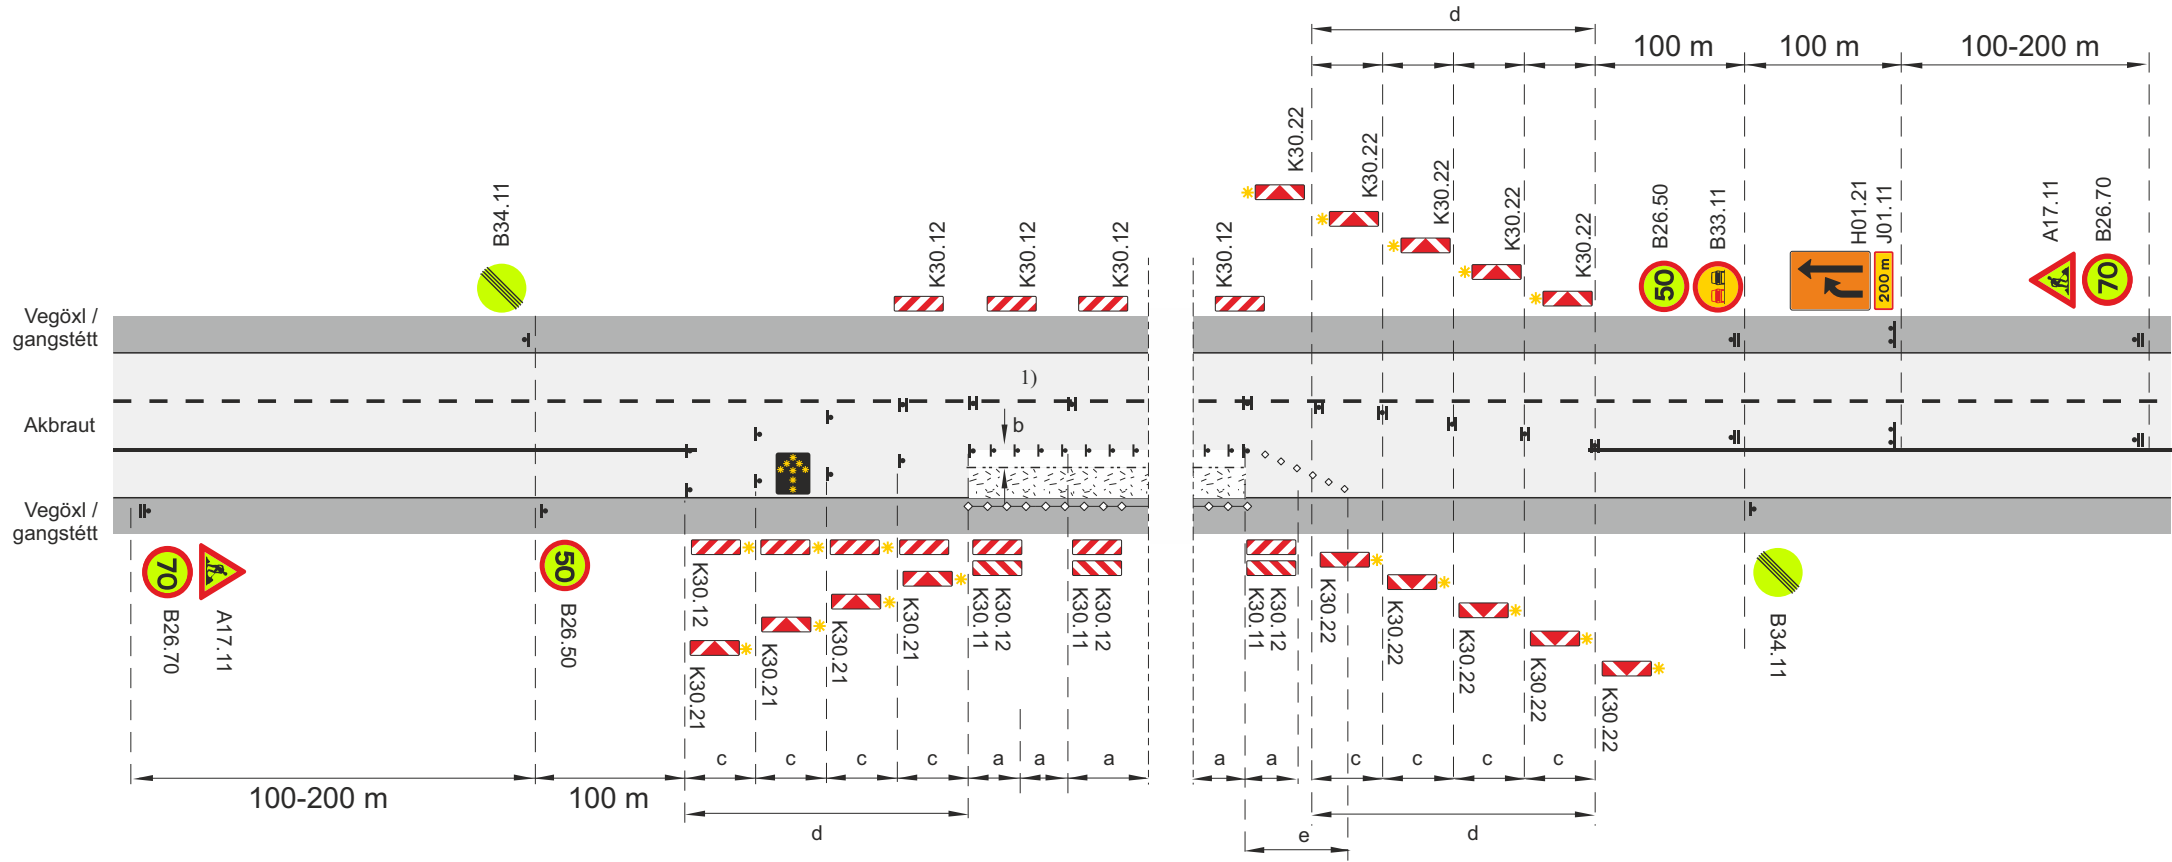 d
100 m
100 m
100-200 m
K30.22
K30.22
K30.22
K30.22
K30.22
B34.11
K30.12
K30.12
K30.12
K30.12
B26.50
B33.11
H01.21
J01.11
A17.11
B26.70
50
200 m
70
Vegöxl /
gangstétt
1)
b
Akbraut
Vegöxl /
gangstétt
70
50
B26.70
A17.11
B26.50
K30.12
K30.21
K30.21
K30.21
K30.21
K30.11
K30.12
K30.11
K30.12
K30.11
K30.12
K30.22
K30.22
K30.22
K30.22
K30.22
B34.11
c
c
c
c
a
a
a
a
a
c
c
c
c
100-200 m
100 m
d
e
d